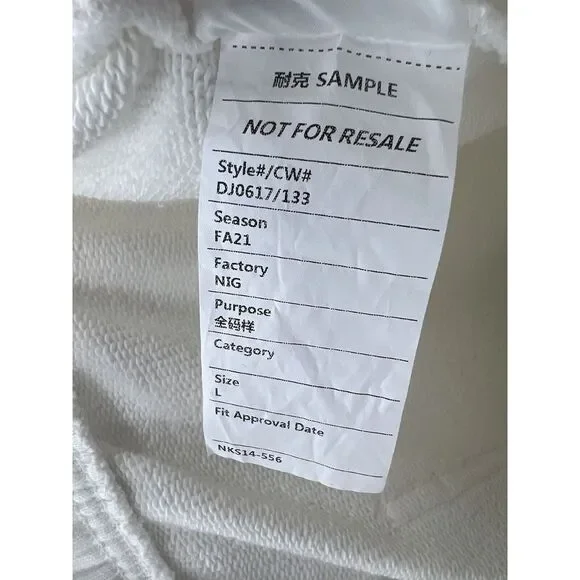 耐克 SAMPLE
NOT FOR RESALE
Style#/CW#
DJ0617/133
Season
FA21
Factory
NIG
Purpose
全码样
Category
Size
L
Fit Approval Date
NKS14-556